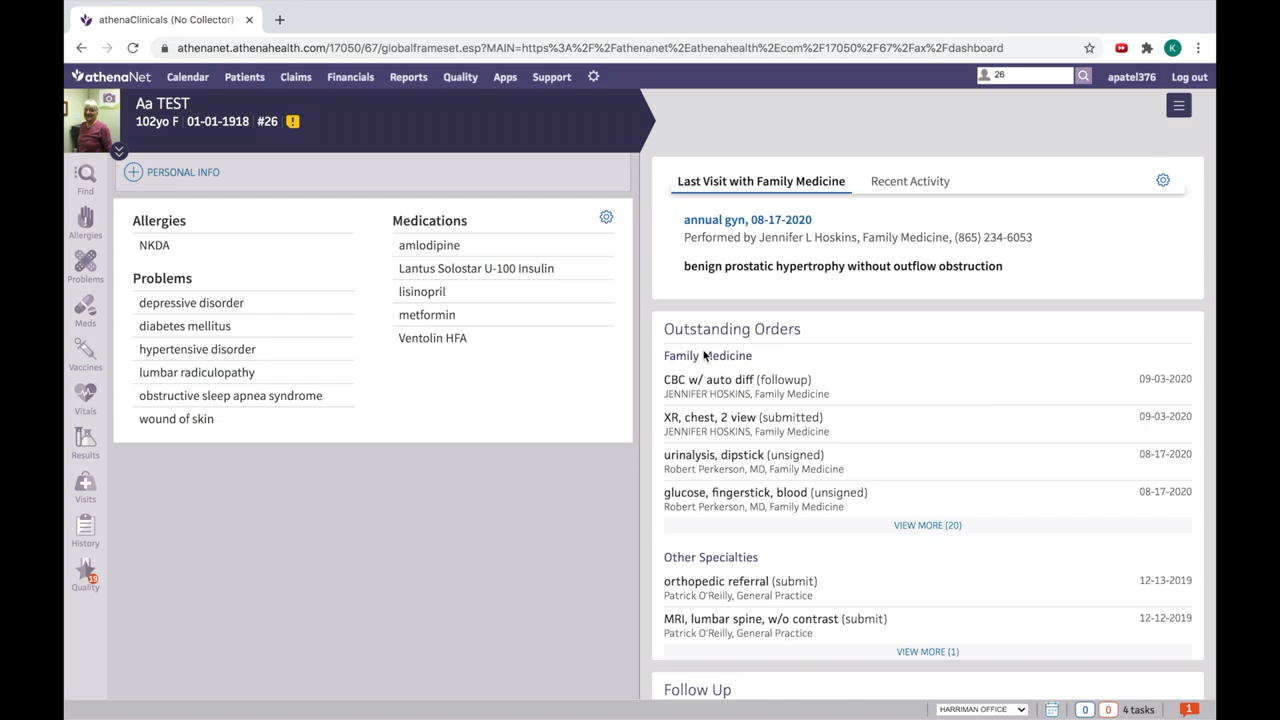 athenaClinicals (No Collector)
athenanet.athenahealth.com/17050/67/globalframeset.esp?MAIN=https%3A%2F%2Fathenanet%2Eathenahealth%2Ecom%2F17050%2F67%2Fax%2Fdashboard
K
athenaNet Calendar Patients Claims Financials Reports Quality Apps Support 26 apatel376 Log out
Aa TEST
102yo F 01-01-1918 #26 !
PERSONAL INFO
Find
Allergies
Problems
Meds
Vaccines
Vitals
Results
Visits
History
19
Quality
Allergies
NKDA
Problems
depressive disorder
diabetes mellitus
hypertensive disorder
lumbar radiculopathy
obstructive sleep apnea syndrome
wound of skin
Medications
amlodipine
Lantus Solostar U-100 Insulin
lisinopril
metformin
Ventolin HFA
Last Visit with Family Medicine Recent Activity
annual gyn, 08-17-2020
Performed by Jennifer L Hoskins, Family Medicine, (865) 234-6053
benign prostatic hypertrophy without outflow obstruction
Outstanding Orders
Family Medicine
CBC w/ auto diff (followup) 09-03-2020
JENNIFER HOSKINS, Family Medicine
XR, chest, 2 view (submitted) 09-03-2020
JENNIFER HOSKINS, Family Medicine
urinalysis, dipstick (unsigned) 08-17-2020
Robert Perkerson, MD, Family Medicine
glucose, fingerstick, blood (unsigned) 08-17-2020
Robert Perkerson, MD, Family Medicine
VIEW MORE (20)
Other Specialties
orthopedic referral (submit) 12-13-2019
Patrick O'Reilly, General Practice
MRI, lumbar spine, w/o contrast (submit) 12-12-2019
Patrick O'Reilly, General Practice
VIEW MORE (1)
Follow Up
HARRIMAN OFFICE 0 0 4 tasks 1